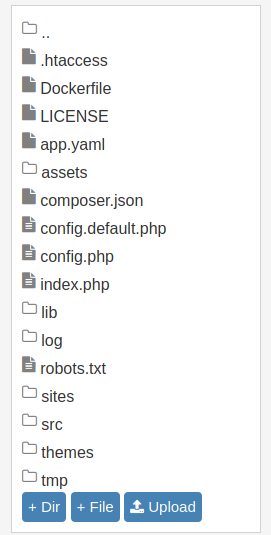 ..
.htaccess
Dockerfile
LICENSE
app.yaml
assets
composer.json
config.default.php
config.php
index.php
lib
log
robots.txt
sites
src
themes
tmp
+ Dir + File Upload